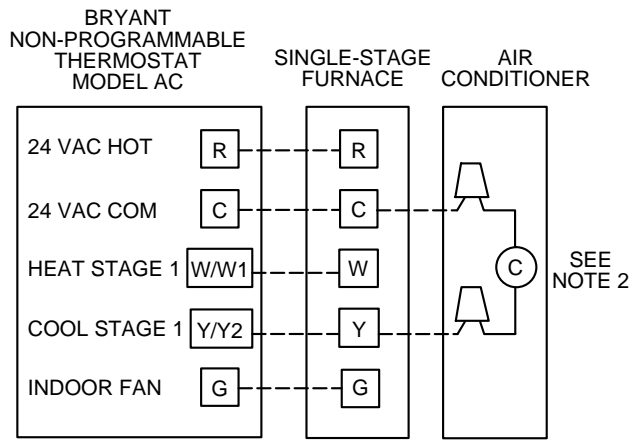 BRYANT
NON-PROGRAMMABLE
THERMOSTAT
MODEL AC
SINGLE-STAGE
FURNACE
AIR
CONDITIONER
24 VAC HOT R R
24 VAC COM C C
HEAT STAGE 1 W/W1 W
C
SEE
NOTE 2
COOL STAGE 1 Y/Y2 Y
INDOOR FAN G G